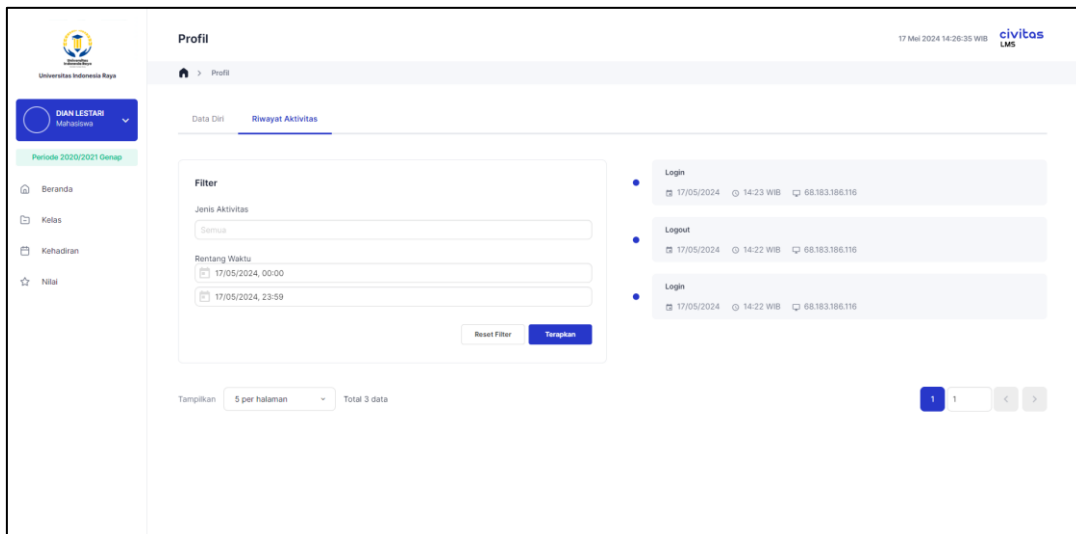 Universitas
Indonesia Raya
Universitas Indonesia Raya
DIAN LESTARI
Mahasiswa
Periode 2020/2021 Genap
Beranda
Kelas
Kehadiran
Nilai
Profil
17 Mei 2024 14:26:35 WIB
civitas
LMS
> Profil
Data Diri Riwayat Aktivitas
Filter
Jenis Aktivitas
Semua
Rentang Waktu
17/05/2024, 00:00
17/05/2024, 23:59
Reset Filter Terapkan
Login
17/05/2024 14:23 WIB 68.183.186.116
Logout
17/05/2024 14:22 WIB 68.183.186.116
Login
17/05/2024 14:22 WIB 68.183.186.116
Tampilkan 5 per halaman Total 3 data
1 1 < >